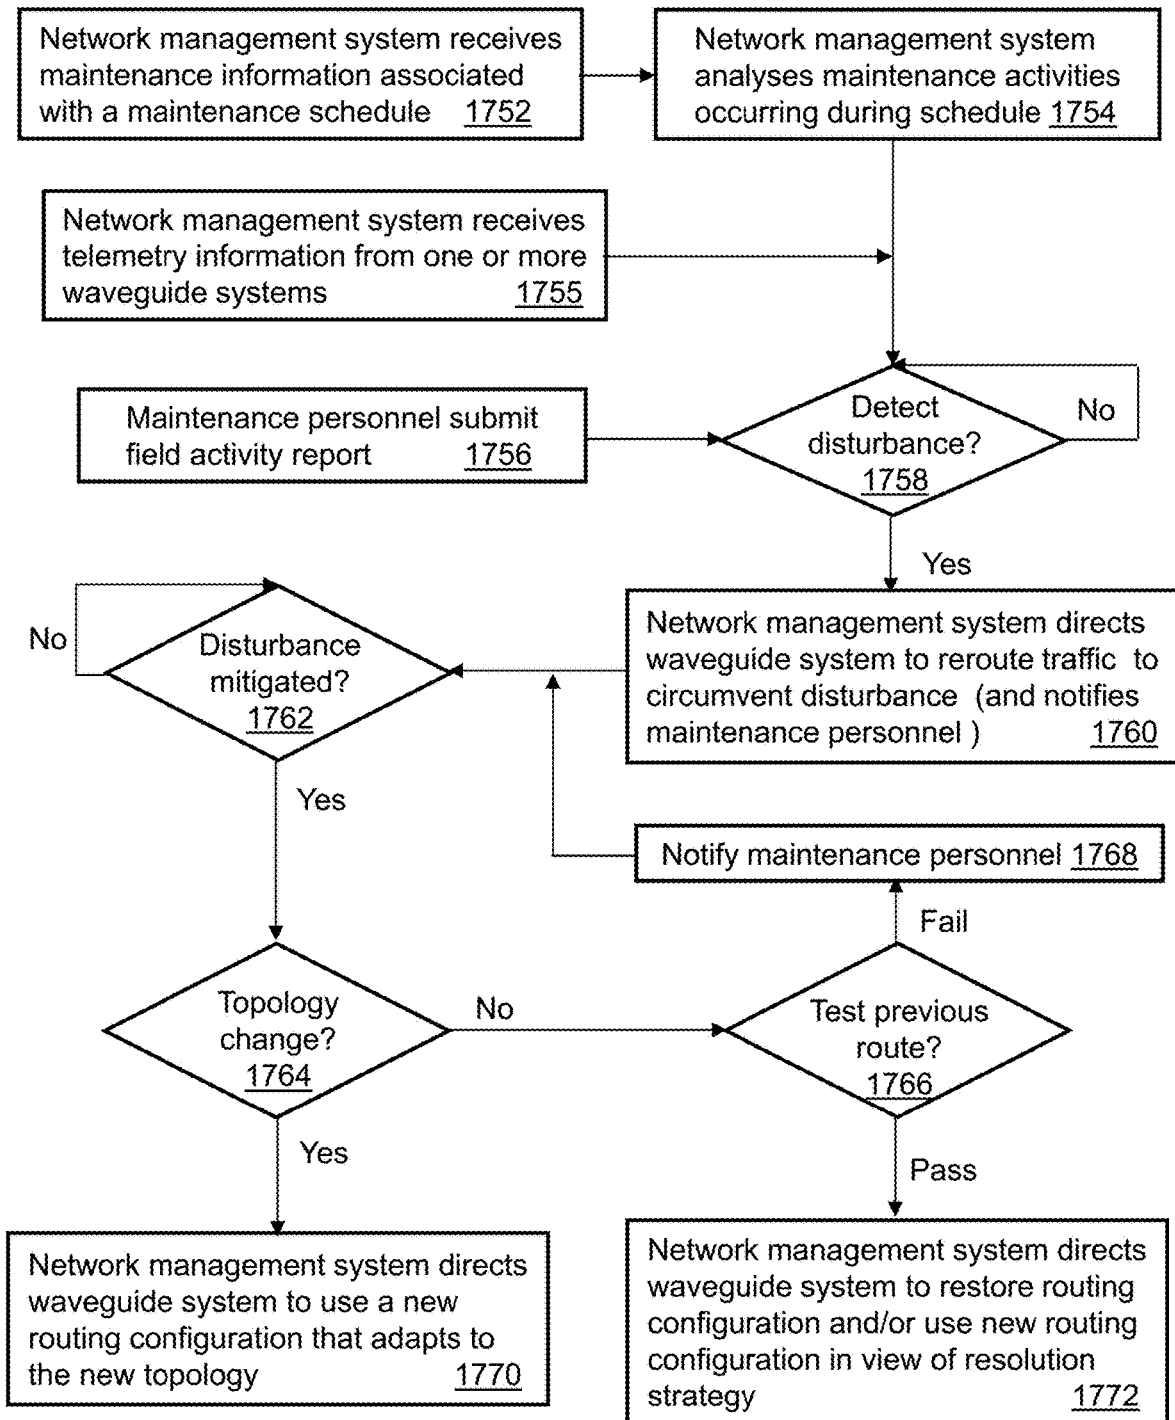 Network management system receives
maintenance information associated
with a maintenance schedule 1752
Network management system
analyses maintenance activities
occurring during schedule 1754
Network management system receives
telemetry information from one or more
waveguide systems 1755
Maintenance personnel submit
field activity report 1756
Detect
disturbance?
1758
No
Yes
Network management system directs
waveguide system to reroute traffic to
circumvent disturbance (and notifies
maintenance personnel ) 1760
Disturbance
mitigated?
1762
No
Yes
Notify maintenance personnel 1768
Fail
Topology
change?
1764
No
Test previous
route?
1766
Yes
Pass
Network management system directs
waveguide system to use a new
routing configuration that adapts to
the new topology 1770
Network management system directs
waveguide system to restore routing
configuration and/or use new routing
configuration in view of resolution
strategy 1772